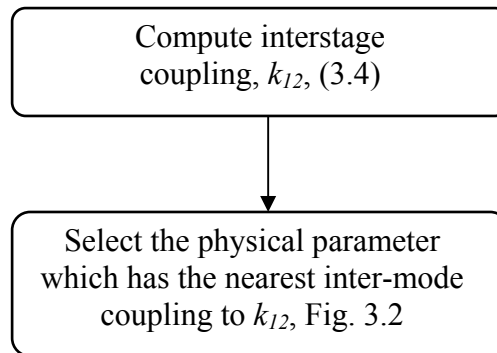 Compute interstage
coupling, k12, (3.4)
Select the physical parameter
which has the nearest inter-mode
coupling to k12, Fig. 3.2